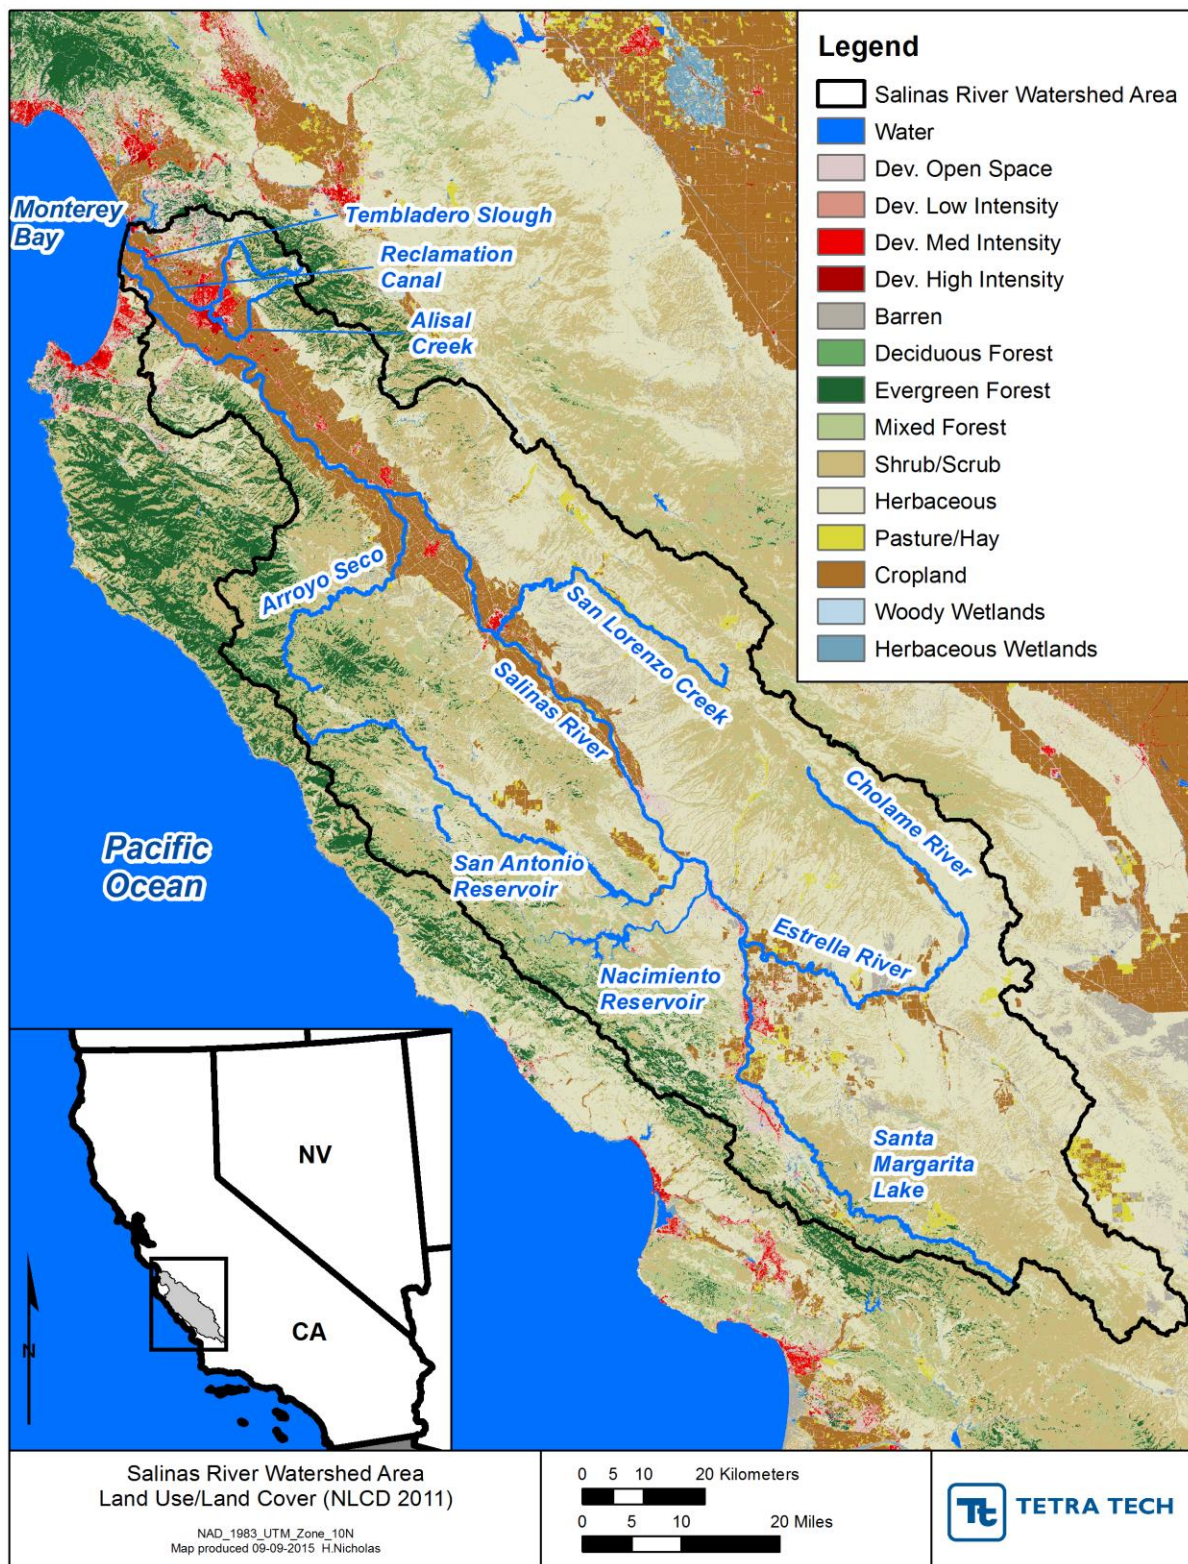 Legend
Salinas River Watershed Area
Water
Dev. Open Space
Dev. Low Intensity
Dev. Med Intensity
Dev. High Intensity
Barren
Deciduous Forest
Evergreen Forest
Mixed Forest
Shrub/Scrub
Herbaceous
Pasture/Hay
Cropland
Woody Wetlands
Herbaceous Wetlands
Monterey
Bay
Tembladero Slough
Reclamation
Canal
Alisal
Creek
Arroyo Seco
San Lorenzo Creek
Salinas River
Cholame River
Pacific
Ocean
San Antonio
Reservoir
Estrella River
Nacimiento
Reservoir
Santa
Margarita
Lake
NV
CA
N
Salinas River Watershed Area
Land Use/Land Cover (NLCD 2011)
NAD_1983_UTM_Zone_10N
Map produced 09-09-2015 H.Nicholas
0 5 10 20 Kilometers
0 5 10 20 Miles
Tt
TETRA TECH